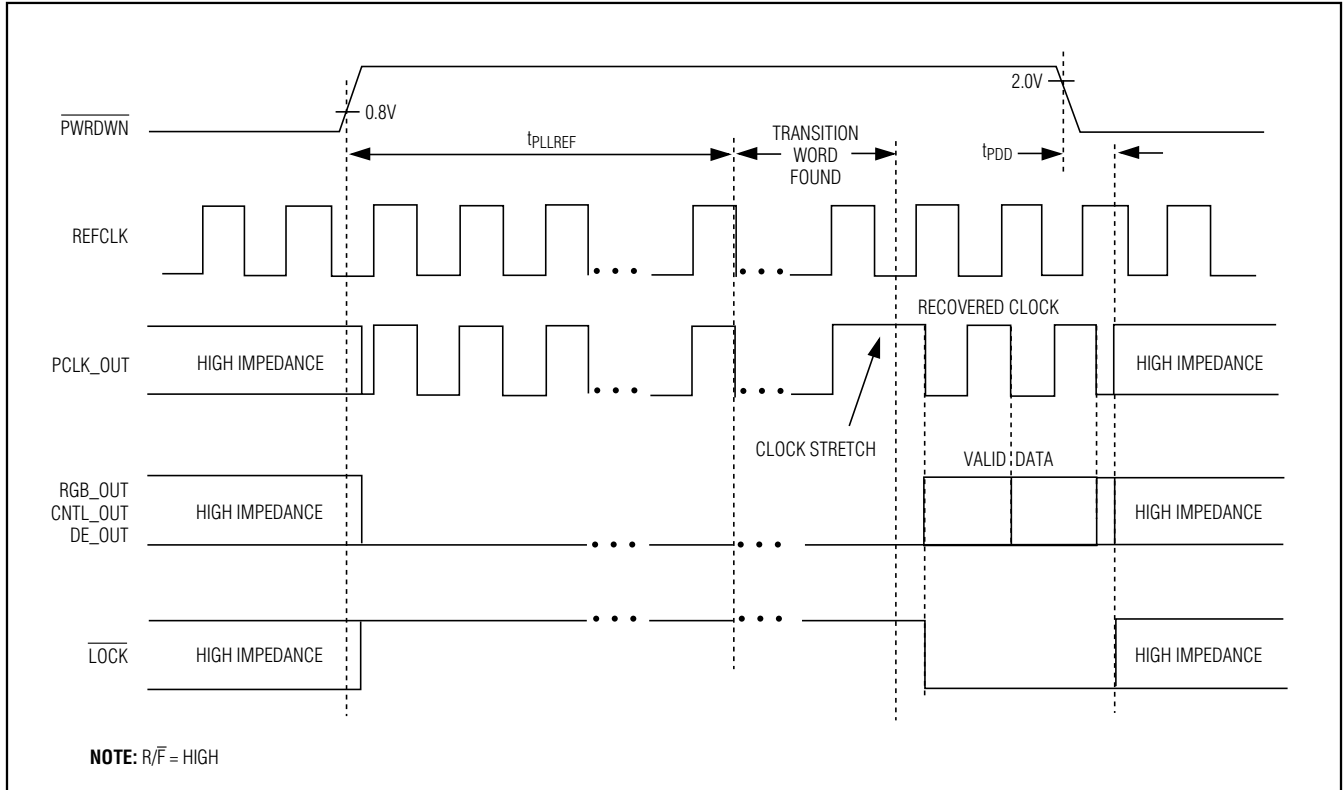 PWRDWN
0.8V
2.0V
tPLLREF
TRANSITION
WORD
FOUND
tPDD
REFCLK
RECOVERED CLOCK
PCLK_OUT
HIGH IMPEDANCE
HIGH IMPEDANCE
CLOCK STRETCH
VALID DATA
RGB_OUT
CNTL_OUT
DE_OUT
HIGH IMPEDANCE
HIGH IMPEDANCE
LOCK
HIGH IMPEDANCE
HIGH IMPEDANCE
NOTE: R/F̅ = HIGH